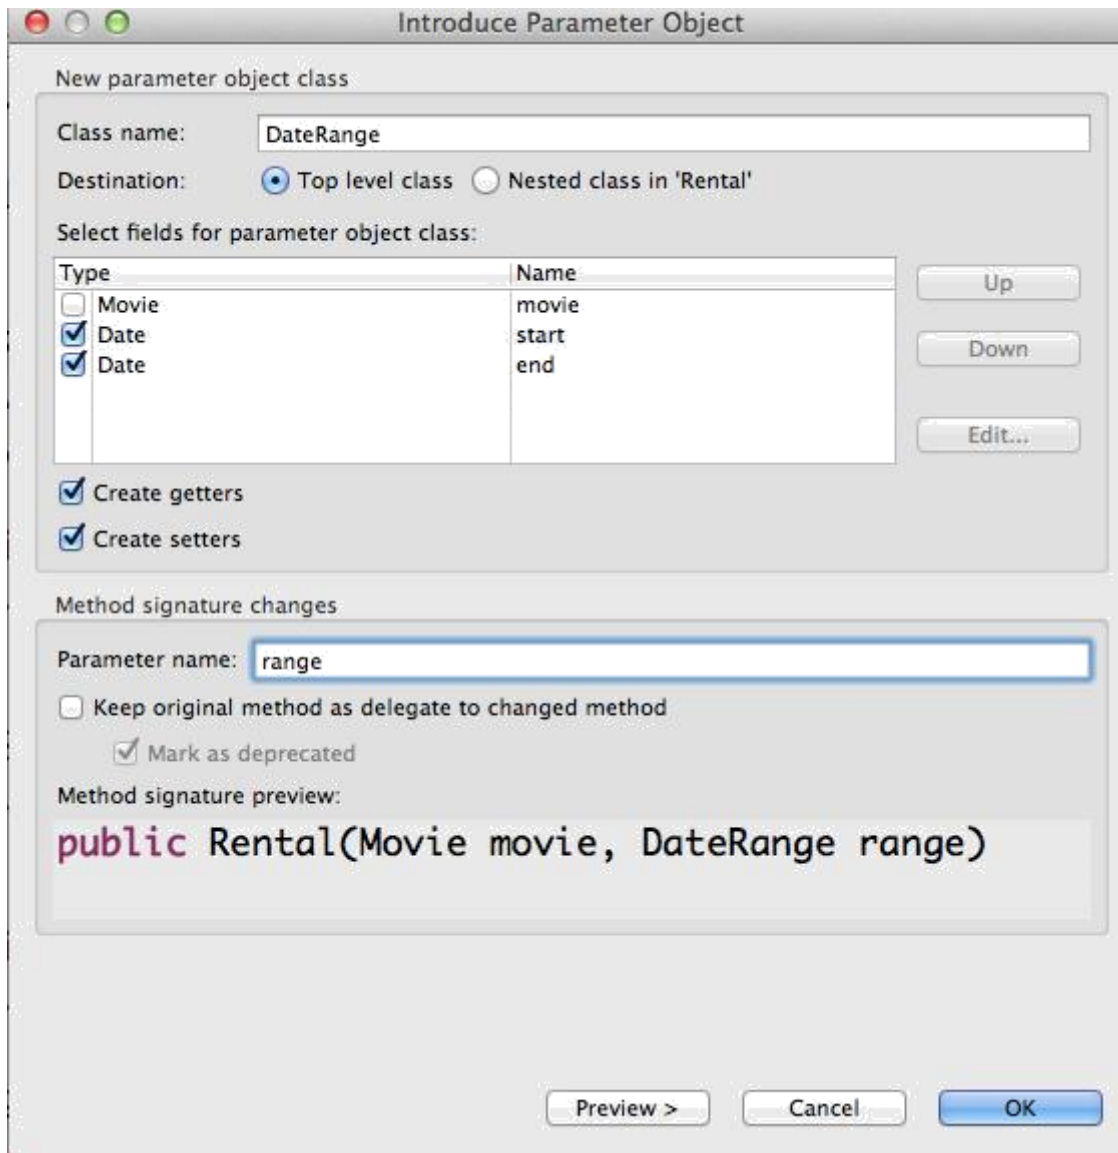 Introduce Parameter Object
New parameter object class
Class name: DateRange
Destination: Top level class Nested class in 'Rental'
Select fields for parameter object class:
Type Name
Movie movie
Date start
Date end
Up
Down
Edit...
Create getters
Create setters
Method signature changes
Parameter name: range
Keep original method as delegate to changed method
Mark as deprecated
Method signature preview:
public Rental(Movie movie, DateRange range)
Preview > Cancel OK